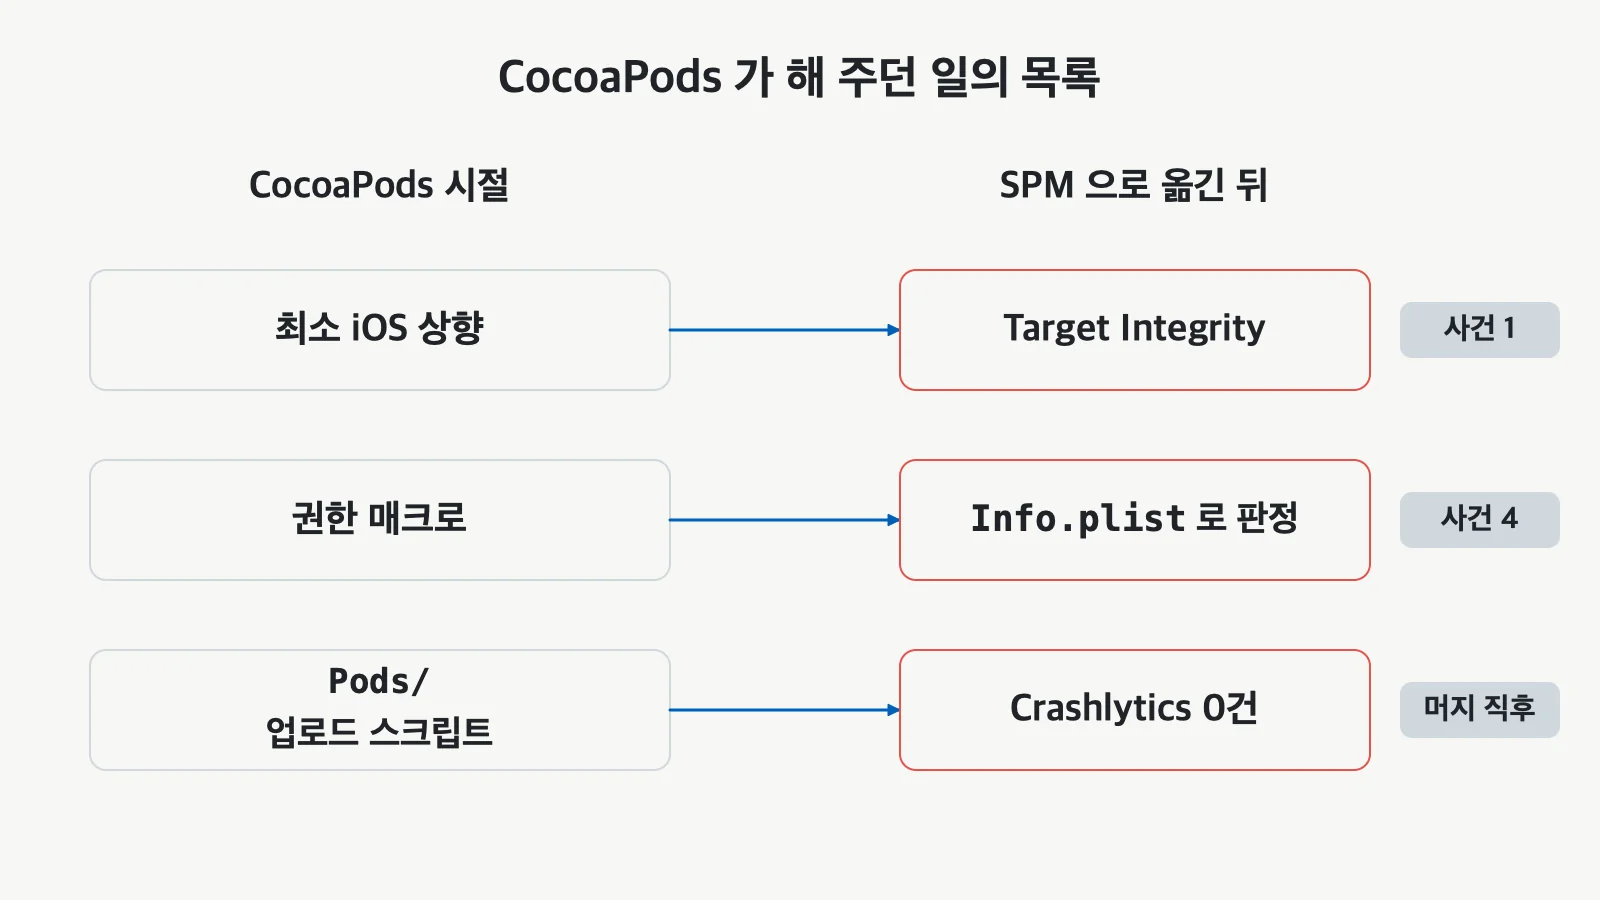 CocoaPods 가 해 주던 일의 목록
CocoaPods 시절
SPM 으로 옮긴 뒤
최소 iOS 상향
Target Integrity
사건 1
권한 매크로
Info.plist 로 판정
사건 4
Pods/
업로드 스크립트
Crashlytics 0건
머지 직후